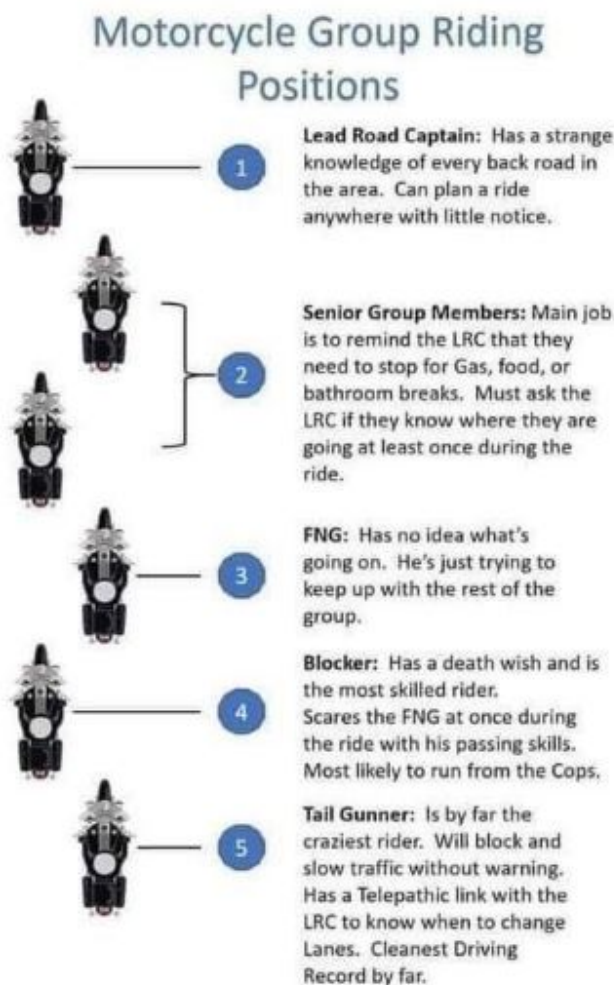 Motorcycle Group Riding
Positions
1
Lead Road Captain: Has a strange
knowledge of every back road in
the area. Can plan a ride
anywhere with little notice.
2
Senior Group Members: Main job
is to remind the LRC that they
need to stop for Gas, food, or
bathroom breaks. Must ask the
LRC if they know where they are
going at least once during the
ride.
3
FNG: Has no idea what's
going on. He's just trying to
keep up with the rest of the
group.
4
Blocker: Has a death wish and is
the most skilled rider.
Scares the FNG at once during
the ride with his passing skills.
Most likely to run from the Cops.
5
Tail Gunner: Is by far the
craziest rider. Will block and
slow traffic without warning.
Has a Telepathic link with the
LRC to know when to change
Lanes. Cleanest Driving
Record by far.